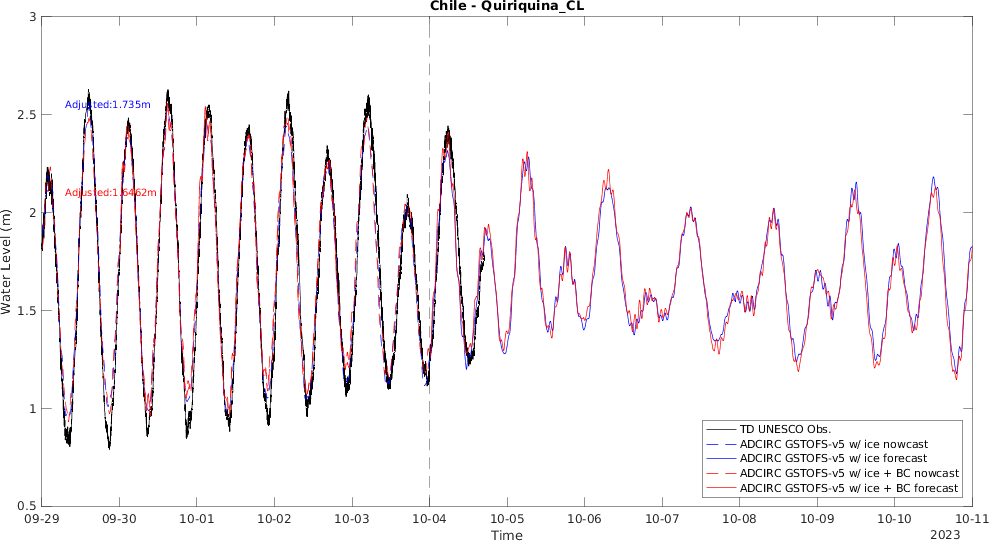 Chile - Quiriquina_CL
3
2.5
2
1.5
1
0.5
Water Level (m)
Adjusted:1.735m
Adjusted:1.6462m
TD UNESCO Obs.
ADCIRC GSTOFS-v5 w/ ice nowcast
ADCIRC GSTOFS-v5 w/ ice forecast
ADCIRC GSTOFS-v5 w/ ice + BC nowcast
ADCIRC GSTOFS-v5 w/ ice + BC forecast
09-29 09-30 10-01 10-02 10-03 10-04 10-05 10-06 10-07 10-08 10-09 10-10 10-11
Time
2023